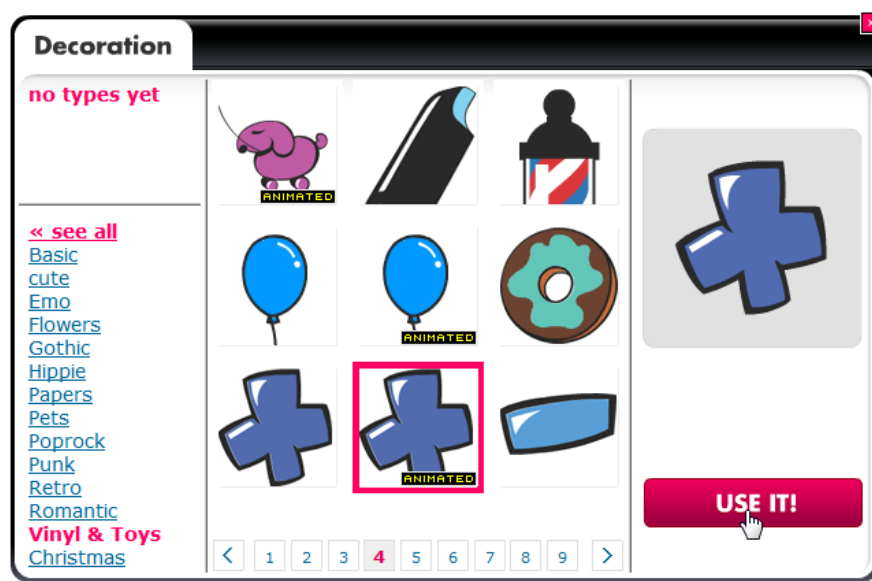 Decoration
x
no types yet
« see all
Basic
cute
Emo
Flowers
Gothic
Hippie
Papers
Pets
Poprock
Punk
Retro
Romantic
Vinyl & Toys
Christmas
ANIMATED
ANIMATED
ANIMATED
< 1 2 3 4 5 6 7 8 9 >
USE IT!